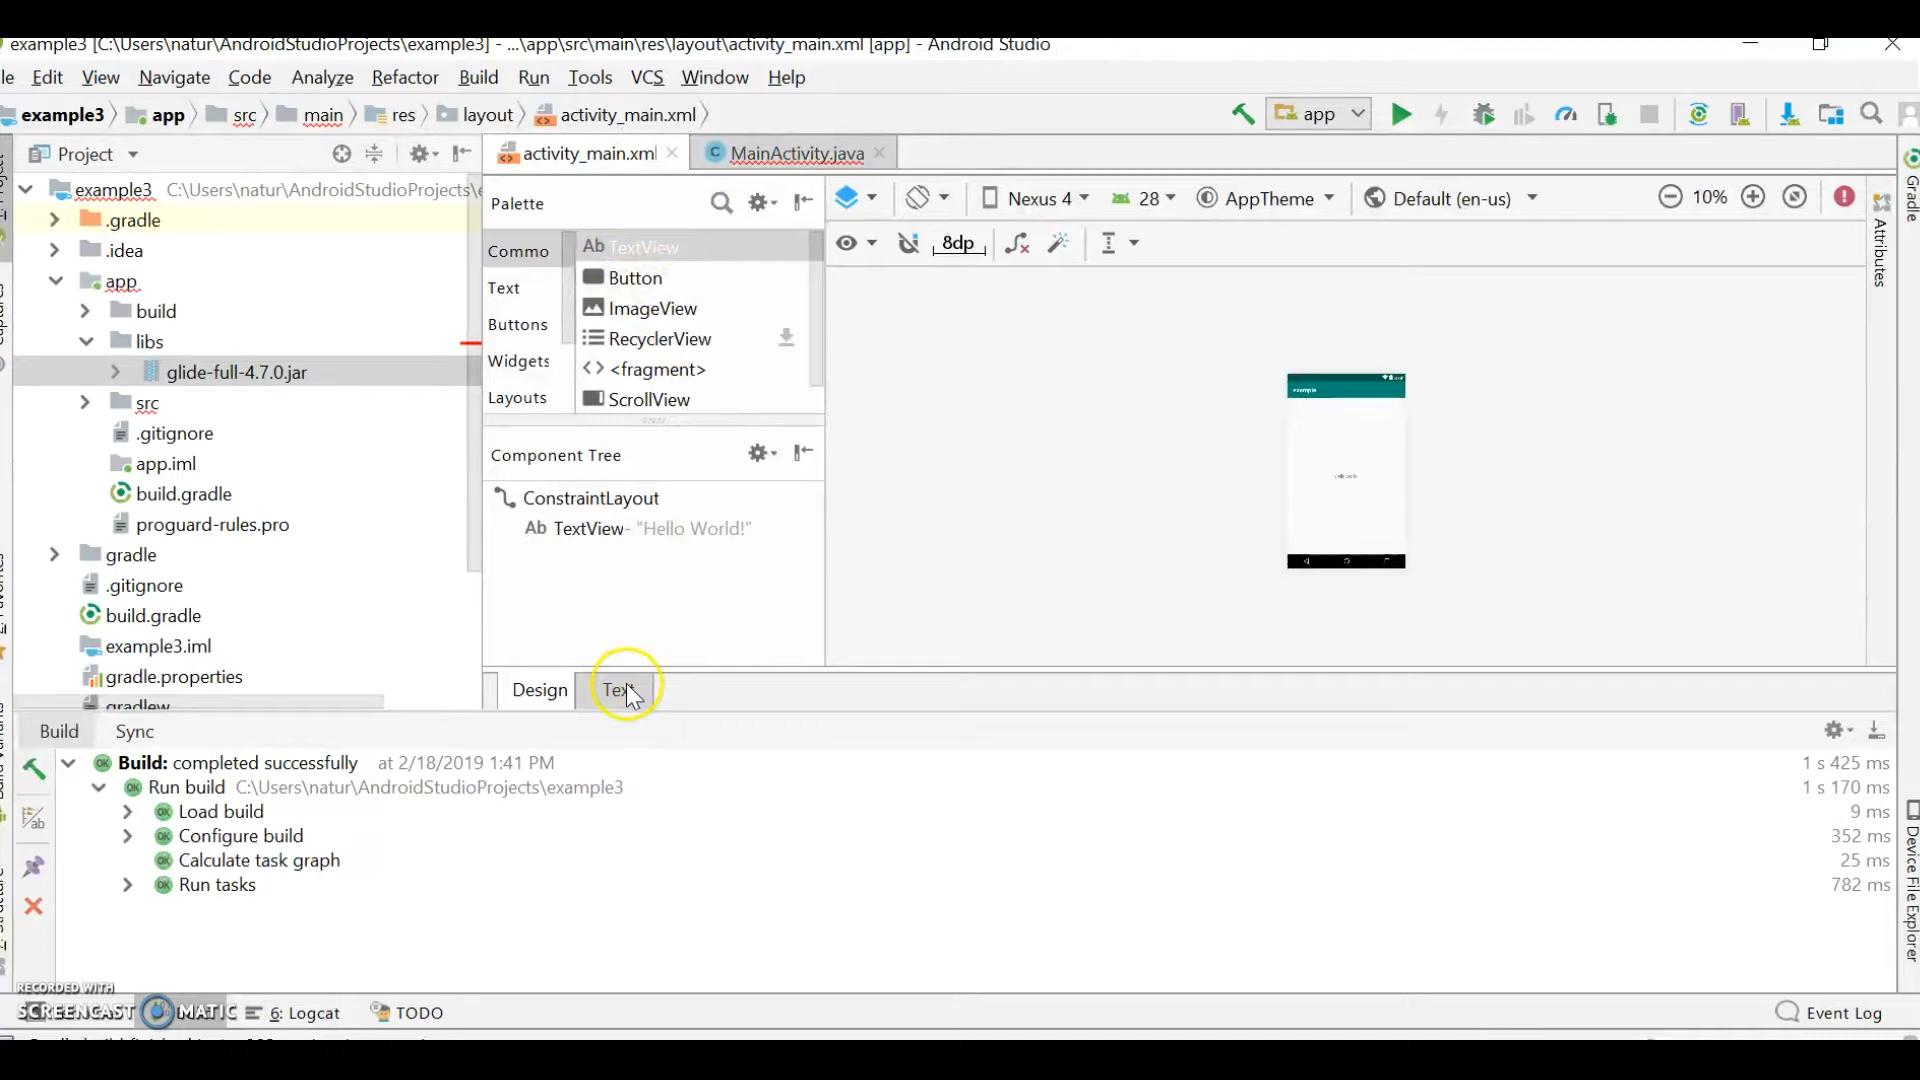 example3 [C:\Users\natur\AndroidStudioProjects\example3] - ...\app\src\main\res\layout\activity_main.xml [app] - Android Studio
le Edit View Navigate Code Analyze Refactor Build Run Tools VCS Window Help
example3 app src main res layout activity_main.xml
app
Project
activity_main.xml
MainActivity.java
example3 C:\Users\natur\AndroidStudioProjects\e
.gradle
.idea
app
build
libs
glide-full-4.7.0.jar
src
.gitignore
app.iml
build.gradle
proguard-rules.pro
gradle
.gitignore
build.gradle
example3.iml
gradle.properties
gradlew
Palette
Commo
Text
Buttons
Widgets
Layouts
Ab TextView
Button
ImageView
RecyclerView
<fragment>
ScrollView
Component Tree
ConstraintLayout
Ab TextView- "Hello World!"
Nexus 4 28 AppTheme Default (en-us) 10%
8dp
example
Design Text
Gradle
Attributes
Device File Explorer
Build Sync
Build: completed successfully at 2/18/2019 1:41 PM 1 s 425 ms
Run build C:\Users\natur\AndroidStudioProjects\example3 1 s 170 ms
Load build 9 ms
Configure build 352 ms
Calculate task graph 25 ms
Run tasks 782 ms
RECORDED WITH
SCREENCAST MATIC
6: Logcat TODO Event Log